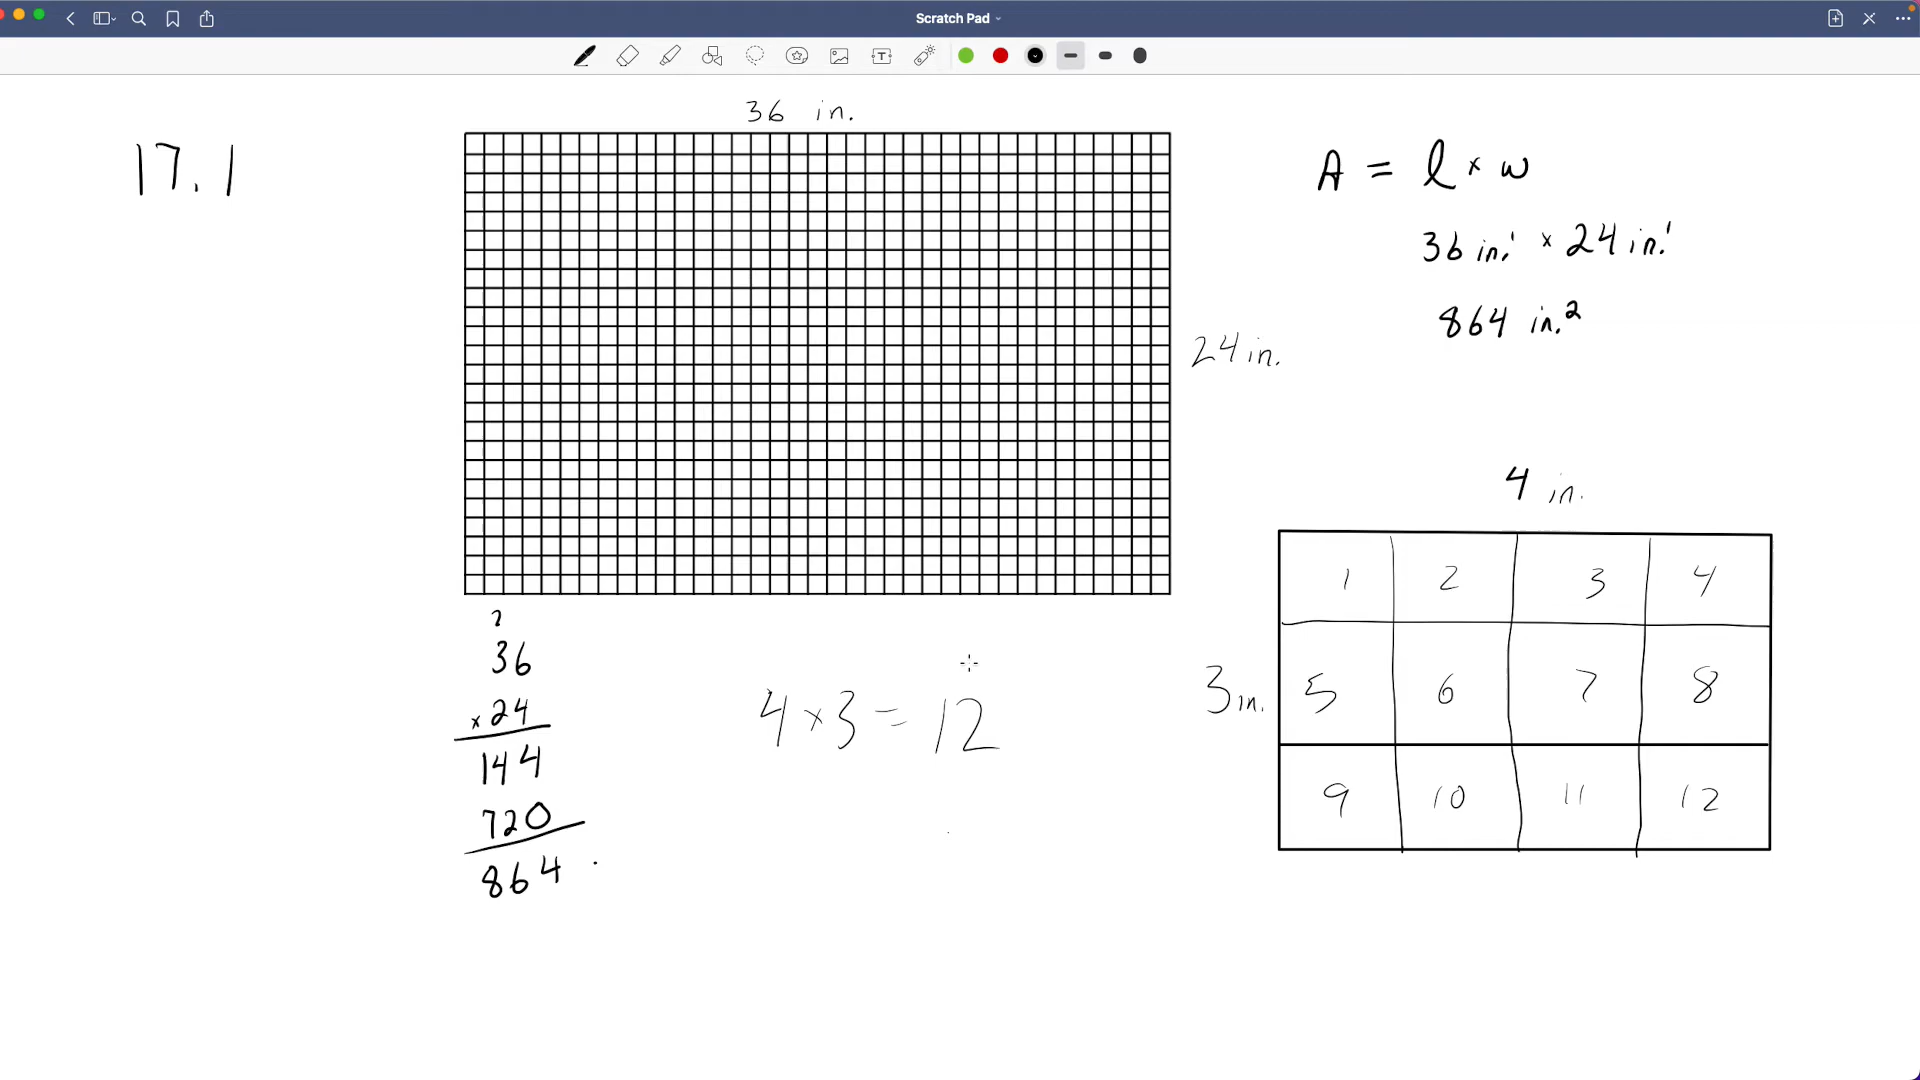 Scratch Pad
17.1
36 in.
24 in.
A = l × w
36 in.¹ × 24 in.¹
864 in.²
4 in.
3 in.
1 2 3 4
5 6 7 8
9 10 11 12
2
36
× 24
144
720
864
4 × 3 = 12